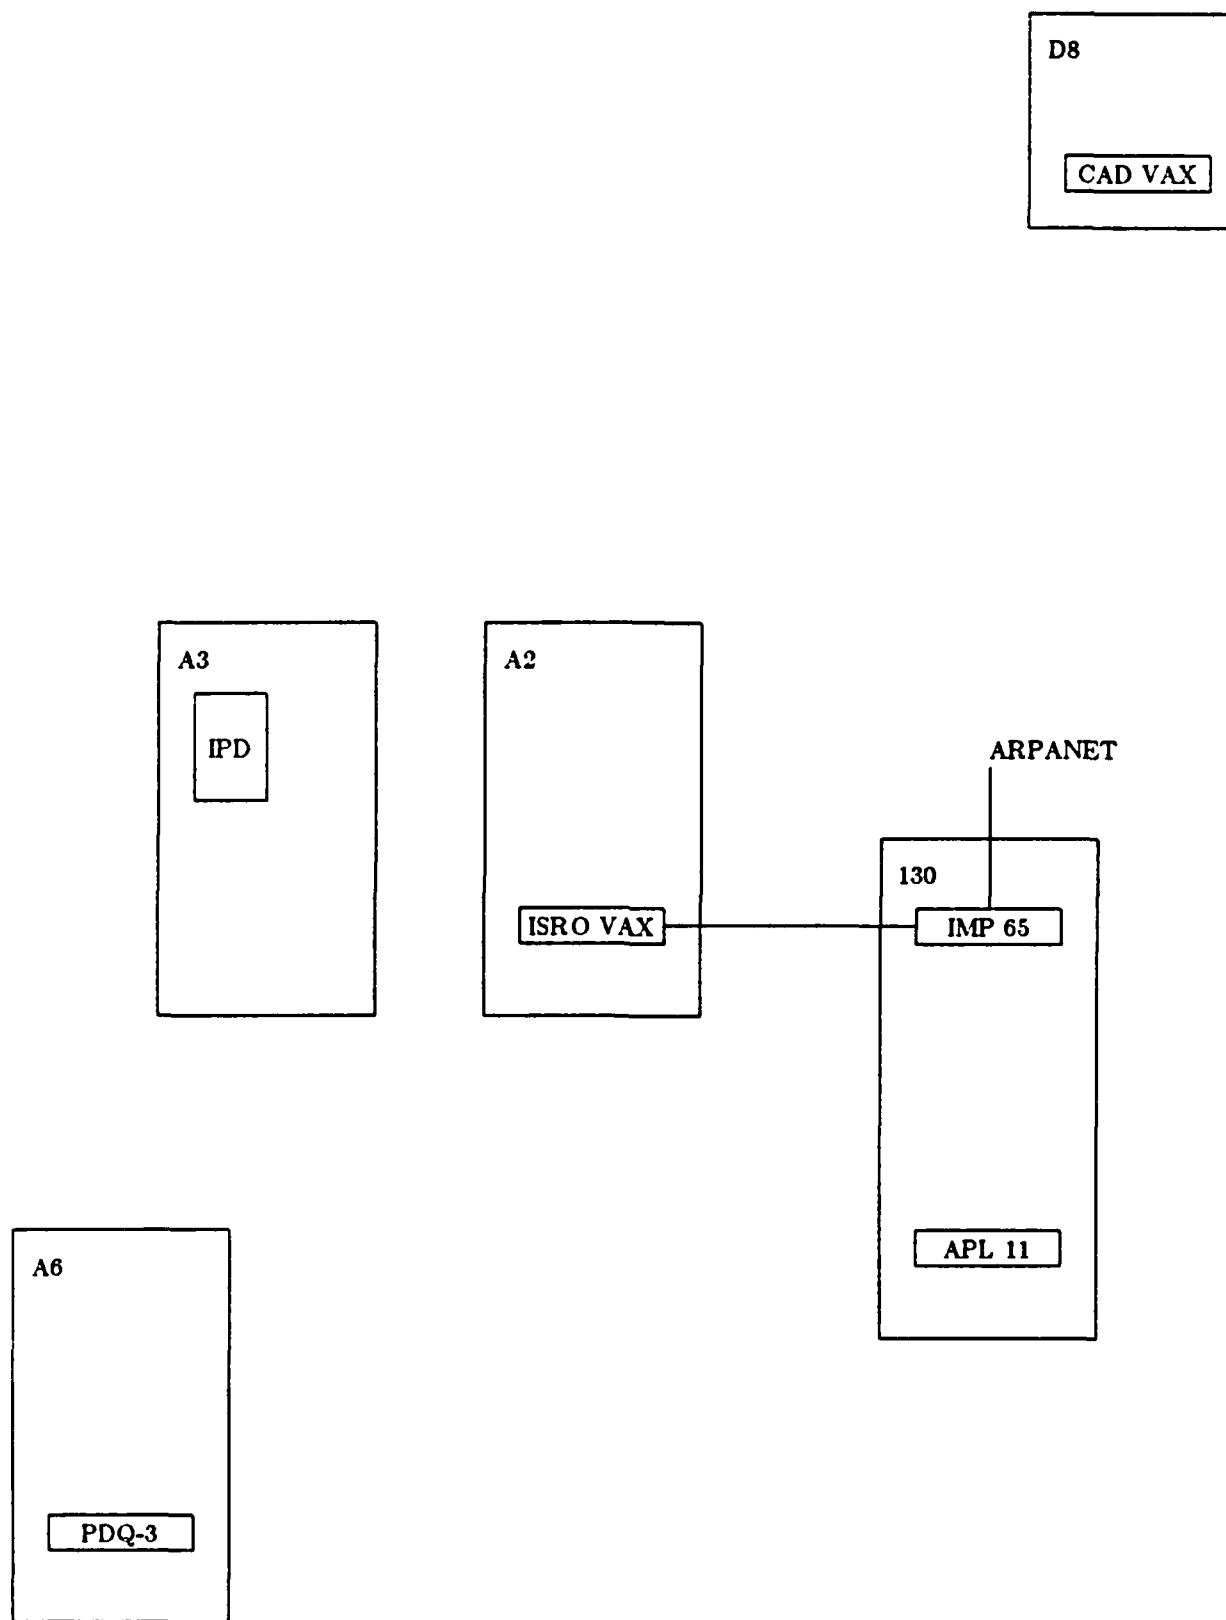 D8
CAD VAX
A3
A2
IPD
ARPANET
130
ISRO VAX
IMP 65
APL 11
A6
PDQ-3